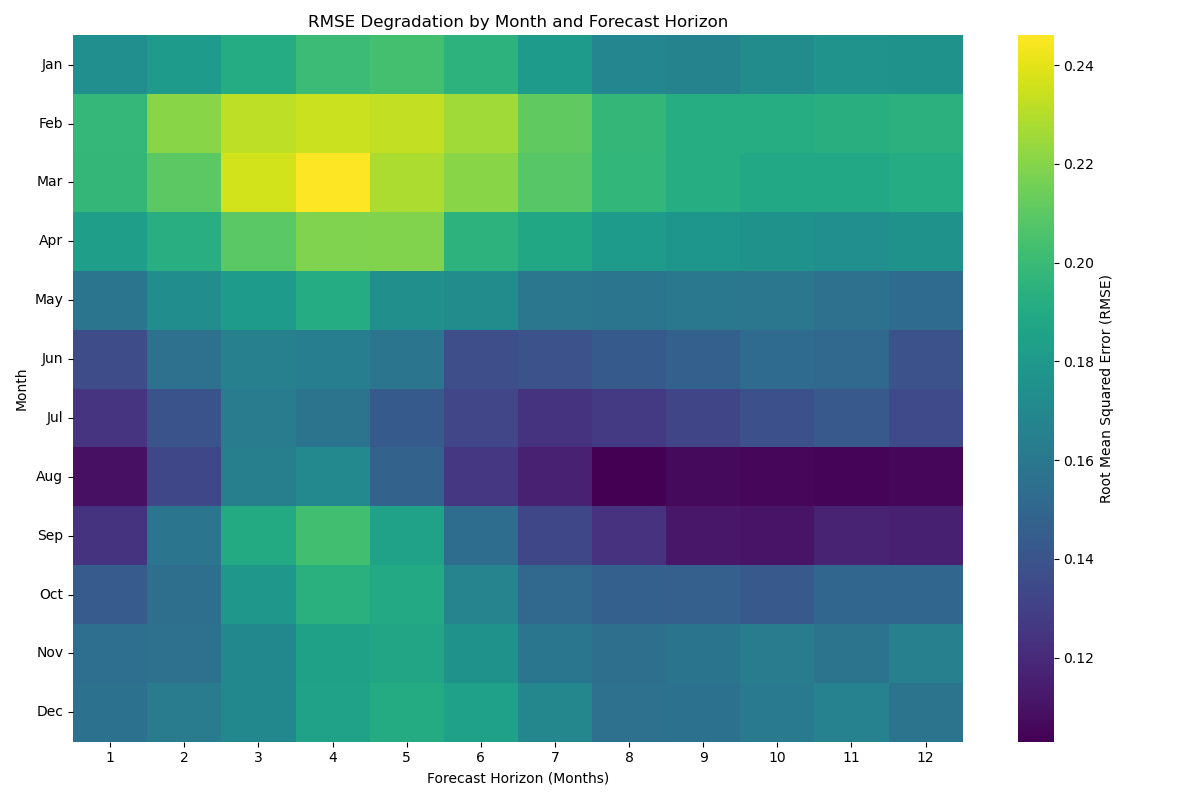 RMSE Degradation by Month and Forecast Horizon
Month
Jan
Feb
Mar
Apr
May
Jun
Jul
Aug
Sep
Oct
Nov
Dec
1 2 3 4 5 6 7 8 9 10 11 12
Forecast Horizon (Months)
0.24
0.22
0.20
0.18
0.16
0.14
0.12
Root Mean Squared Error (RMSE)